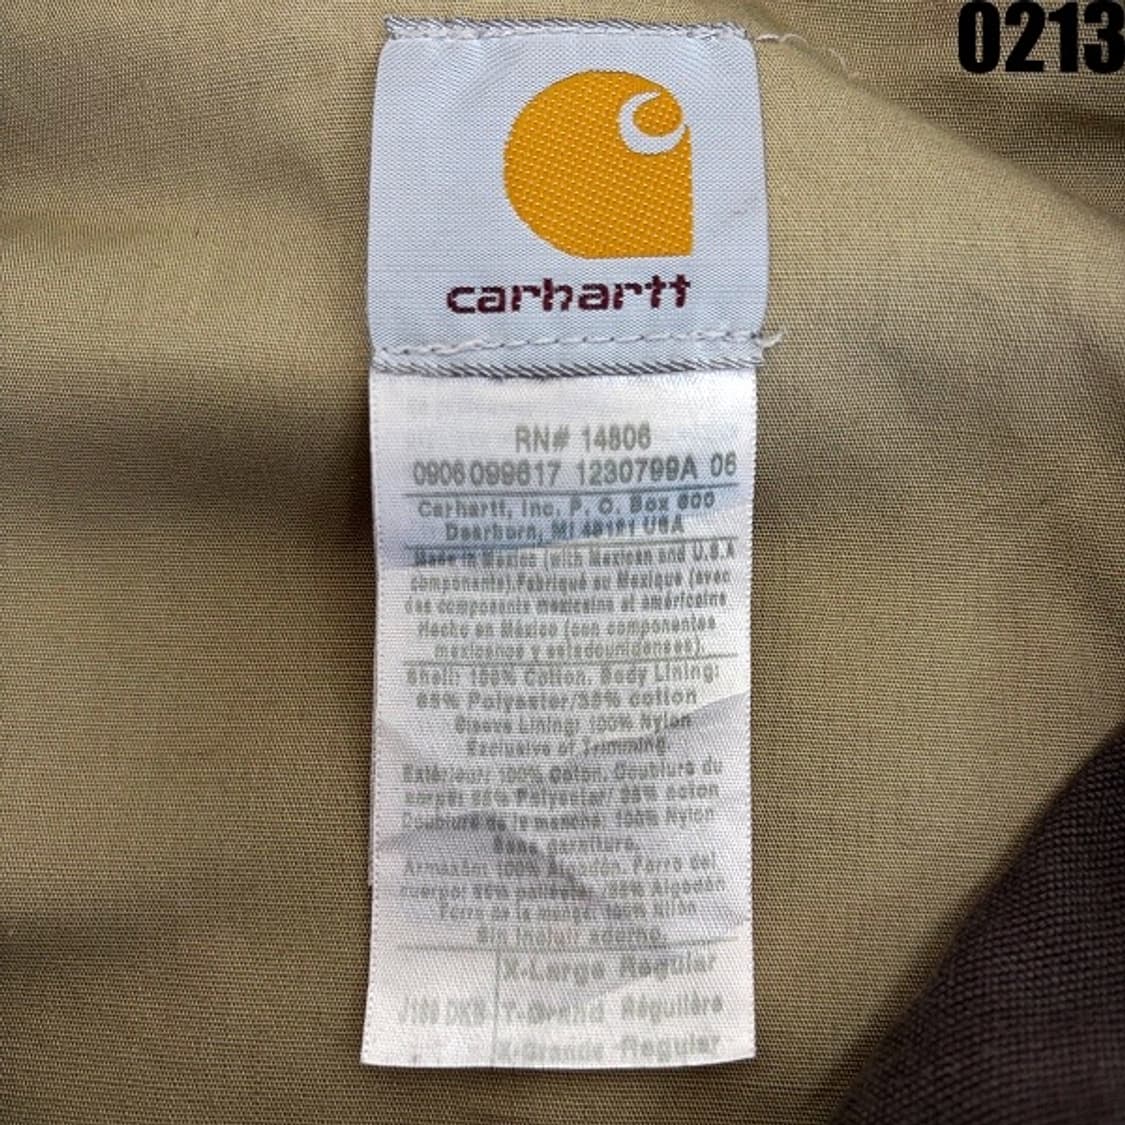 0213
carhartt
RN# 14806
0906099617 1230799A 06
Carhartt, Inc. P. O. Box 600
Dearborn, MI 48121 USA
Made in Mexico (with Mexican and U.S.A
components).Fabriqué au Mexique (avec
des composants mexicains et américains
Hecho en México (con componentes
mexicanos y estadounidenses).
Shell: 100% Cotton. Body Lining:
65% Polyester/35% cotton
Sleeve Lining: 100% Nylon
Exclusive of Trimming.
Extérieur: 100% Coton. Doublure du
corps: 65% Polyester/ 35% coton
Doublure de la manche: 100% Nylon
Sans garniture.
Armazón: 100% Algodón. Forro del
cuerpo: 65% poliéster /35% Algodón
Forro de la manga: 100% Nilón
Sin incluir adorno.
X-Large Regular
DKB T-Grand Régulière
X-Grande Regular